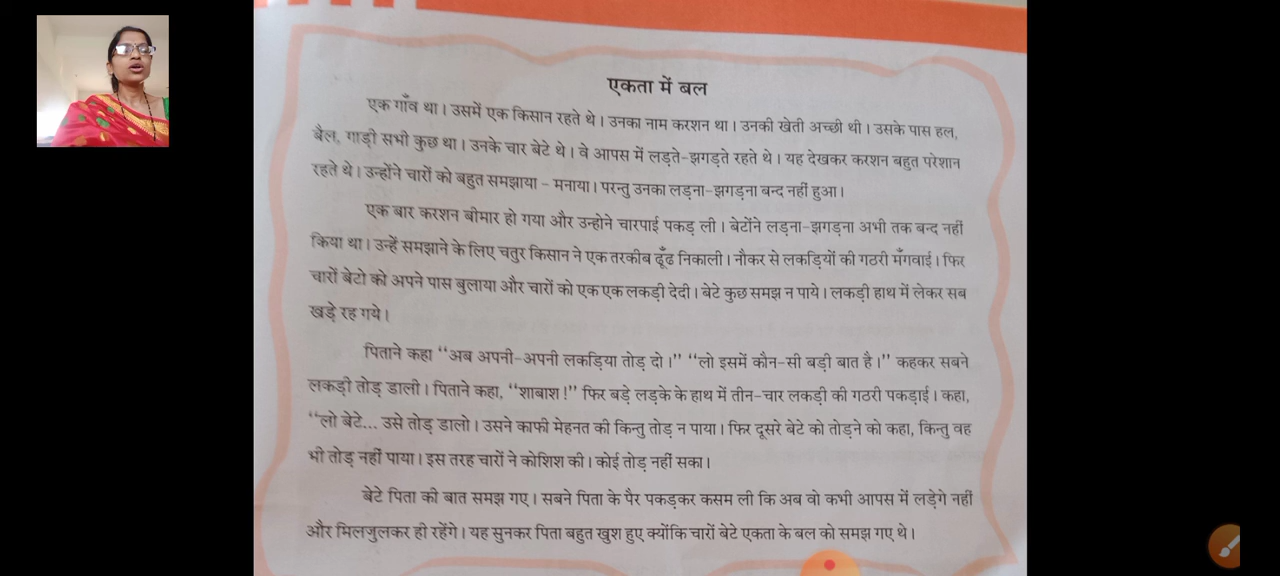 एकता में बल
एक गाँव था। उसमें एक किसान रहते थे। उनका नाम करशन था। उनकी खेती अच्छी थी। उसके पास हल,
बैल, गाड़ी सभी कुछ था। उनके चार बेटे थे। वे आपस में लड़ते-झगड़ते रहते थे। यह देखकर करशन बहुत परेशान
रहते थे। उन्होंने चारों को बहुत समझाया - मनाया। परन्तु उनका लड़ना-झगड़ना बन्द नहीं हुआ।
एक बार करशन बीमार हो गया और उन्होने चारपाई पकड़ ली। बेटोंने लड़ना-झगड़ना अभी तक बन्द नहीं
किया था। उन्हें समझाने के लिए चतुर किसान ने एक तरकीब ढूँढ निकाली। नौकर से लकड़ियों की गठरी मँगवाई। फिर
चारों बेटो को अपने पास बुलाया और चारों को एक एक लकड़ी देदी। बेटे कुछ समझ न पाये। लकड़ी हाथ में लेकर सब
खड़े रह गये।
पिताने कहा “अब अपनी-अपनी लकड़िया तोड़ दो।” “लो इसमें कौन-सी बड़ी बात है।” कहकर सबने
लकड़ी तोड़ डाली। पिताने कहा, “शाबाश!” फिर बड़े लड़के के हाथ में तीन-चार लकड़ी की गठरी पकड़ाई। कहा,
“लो बेटे... उसे तोड़ डालो। उसने काफी मेहनत की किन्तु तोड़ न पाया। फिर दूसरे बेटे को तोड़ने को कहा, किन्तु वह
भी तोड़ नहीं पाया। इस तरह चारों ने कोशिश की। कोई तोड़ नहीं सका।
बेटे पिता की बात समझ गए। सबने पिता के पैर पकड़कर कसम ली कि अब वो कभी आपस में लड़ेगे नहीं
और मिलजुलकर ही रहेंगे। यह सुनकर पिता बहुत खुश हुए क्योंकि चारों बेटे एकता के बल को समझ गए थे।